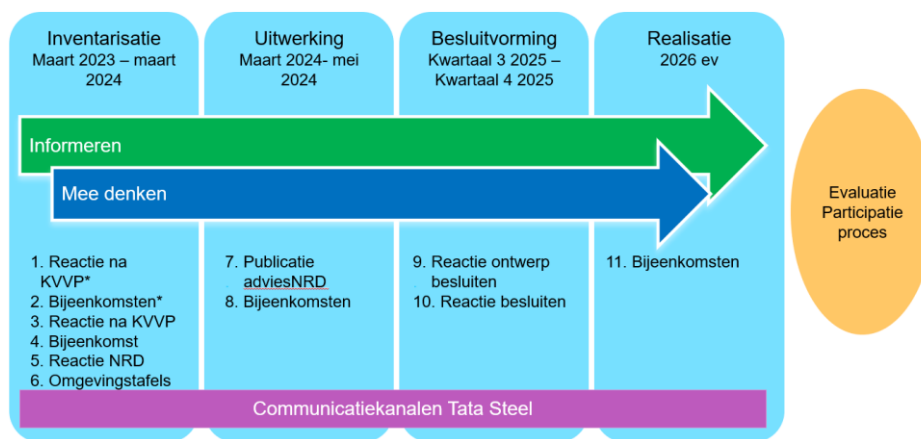 Inventarisatie
Maart 2023 – maart
2024
Uitwerking
Maart 2024- mei
2024
Besluitvorming
Kwartaal 3 2025 –
Kwartaal 4 2025
Realisatie
2026 ev
Informeren
Mee denken
1. Reactie na
KVVP*
2. Bijeenkomsten*
3. Reactie na KVVP
4. Bijeenkomst
5. Reactie NRD
6. Omgevingstafels
7. Publicatie
adviesNRD
8. Bijeenkomsten
9. Reactie ontwerp
besluiten
10. Reactie besluiten
11. Bijeenkomsten
Evaluatie
Participatie
proces
Communicatiekanalen Tata Steel